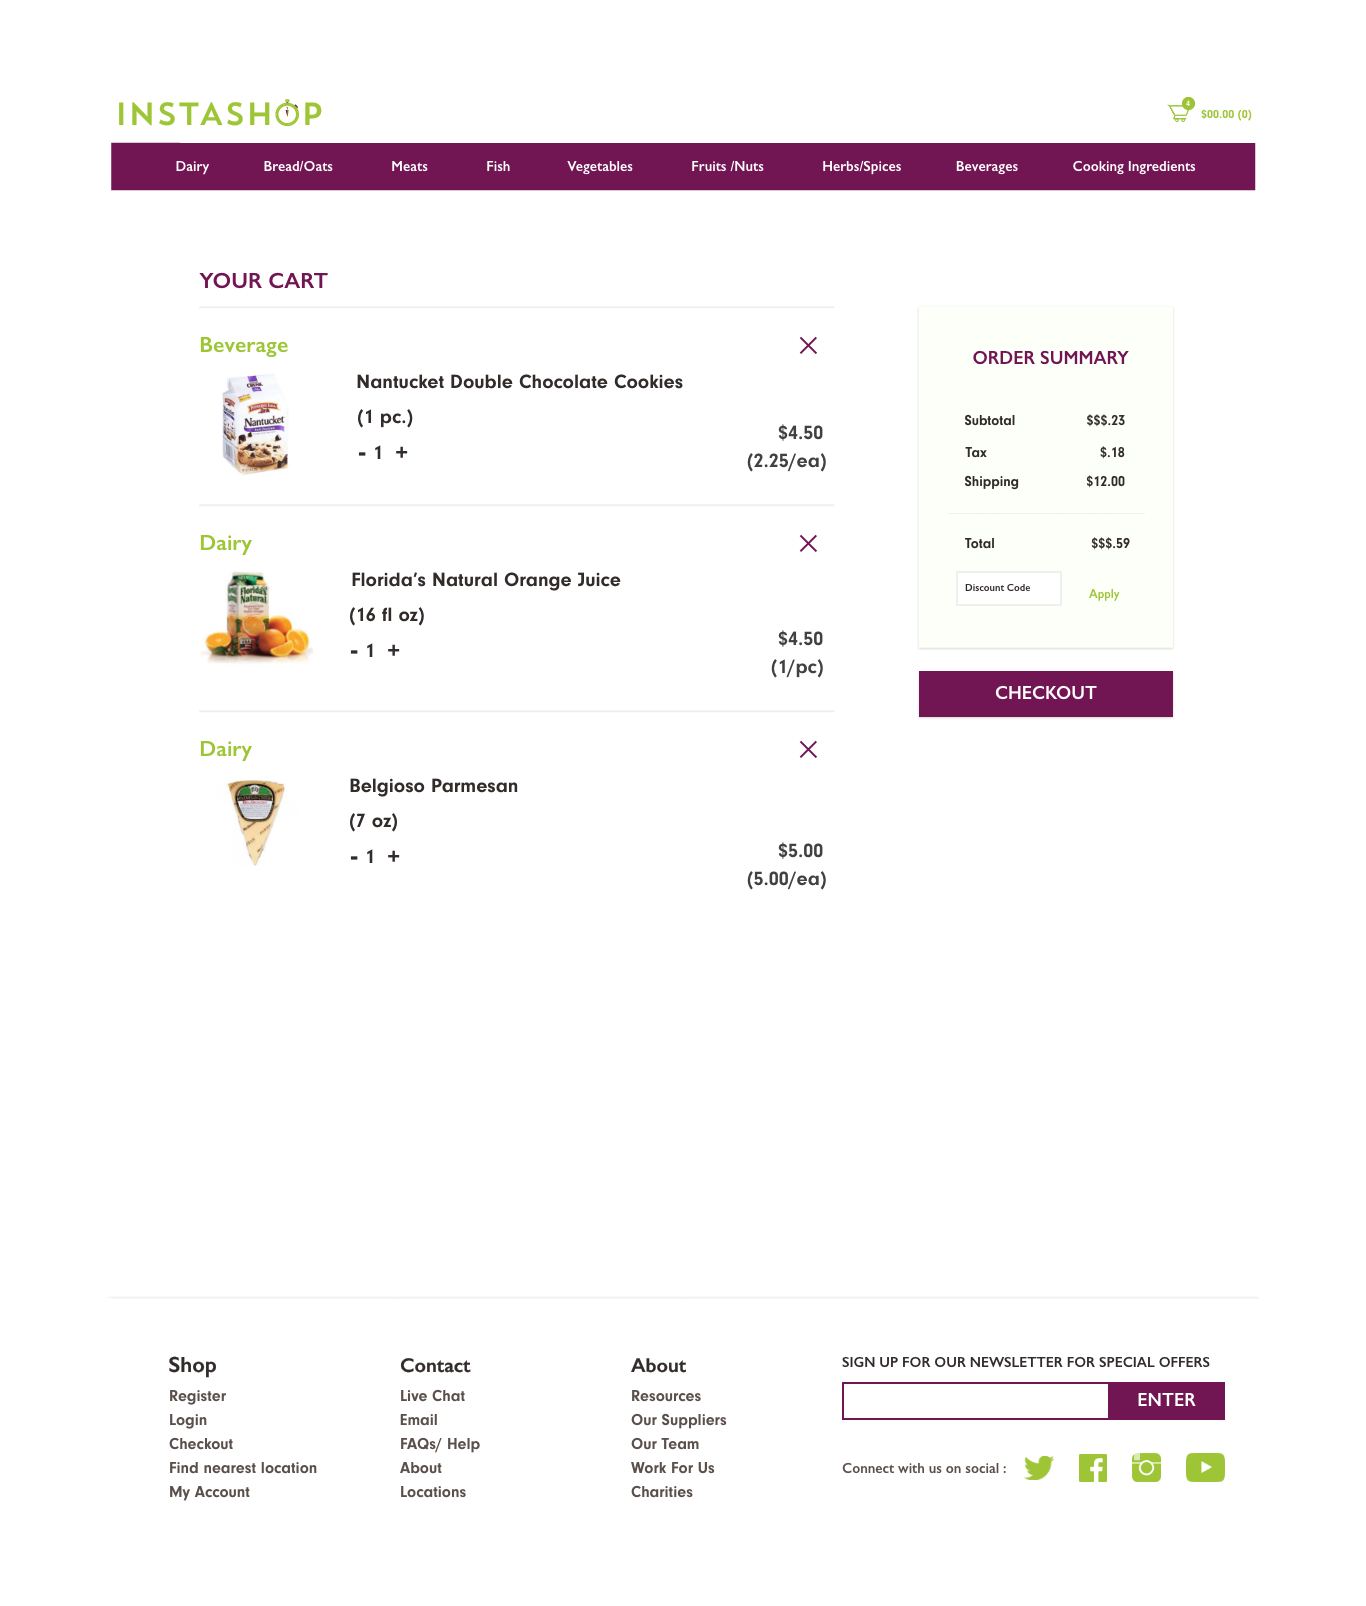 INSTASHOP
4
$00.00 (0)
Dairy Bread/Oats Meats Fish Vegetables Fruits /Nuts Herbs/Spices Beverages Cooking Ingredients
YOUR CART
Beverage
Nantucket
Nantucket Double Chocolate Cookies
(1 pc.)
- 1 +
$4.50
(2.25/ea)
Dairy
Florida's
Natural
Florida’s Natural Orange Juice
(16 fl oz)
- 1 +
$4.50
(1/pc)
Dairy
Belgioso Parmesan
(7 oz)
- 1 +
$5.00
(5.00/ea)
ORDER SUMMARY
Subtotal $$$.23
Tax $.18
Shipping $12.00
Total $$$.59
Discount Code Apply
CHECKOUT
Shop
Register
Login
Checkout
Find nearest location
My Account
Contact
Live Chat
Email
FAQs/ Help
About
Locations
About
Resources
Our Suppliers
Our Team
Work For Us
Charities
SIGN UP FOR OUR NEWSLETTER FOR SPECIAL OFFERS
ENTER
Connect with us on social :